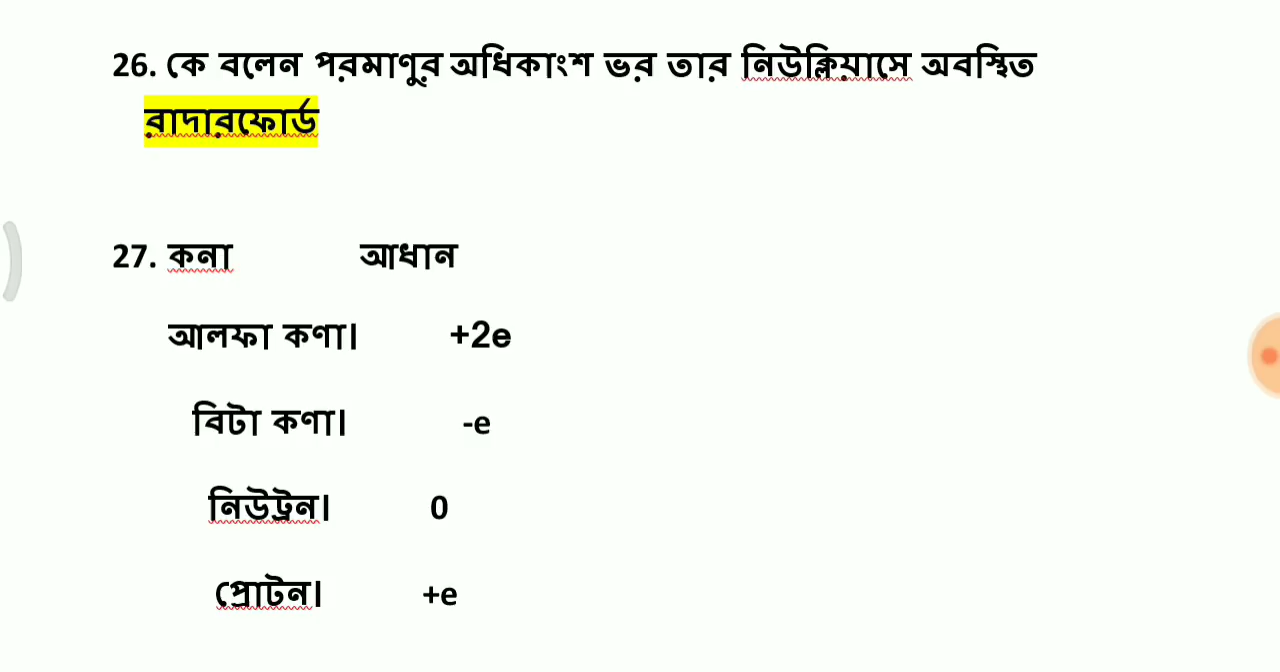 26. কে বলেন পরমাণুর অধিকাংশ ভর তার নিউক্লিয়াসে অবস্থিত
রাদারফোর্ড
27. কনা আধান
আলফা কণা। +2e
বিটা কণা। -e
নিউট্রন। 0
প্রোটন। +e